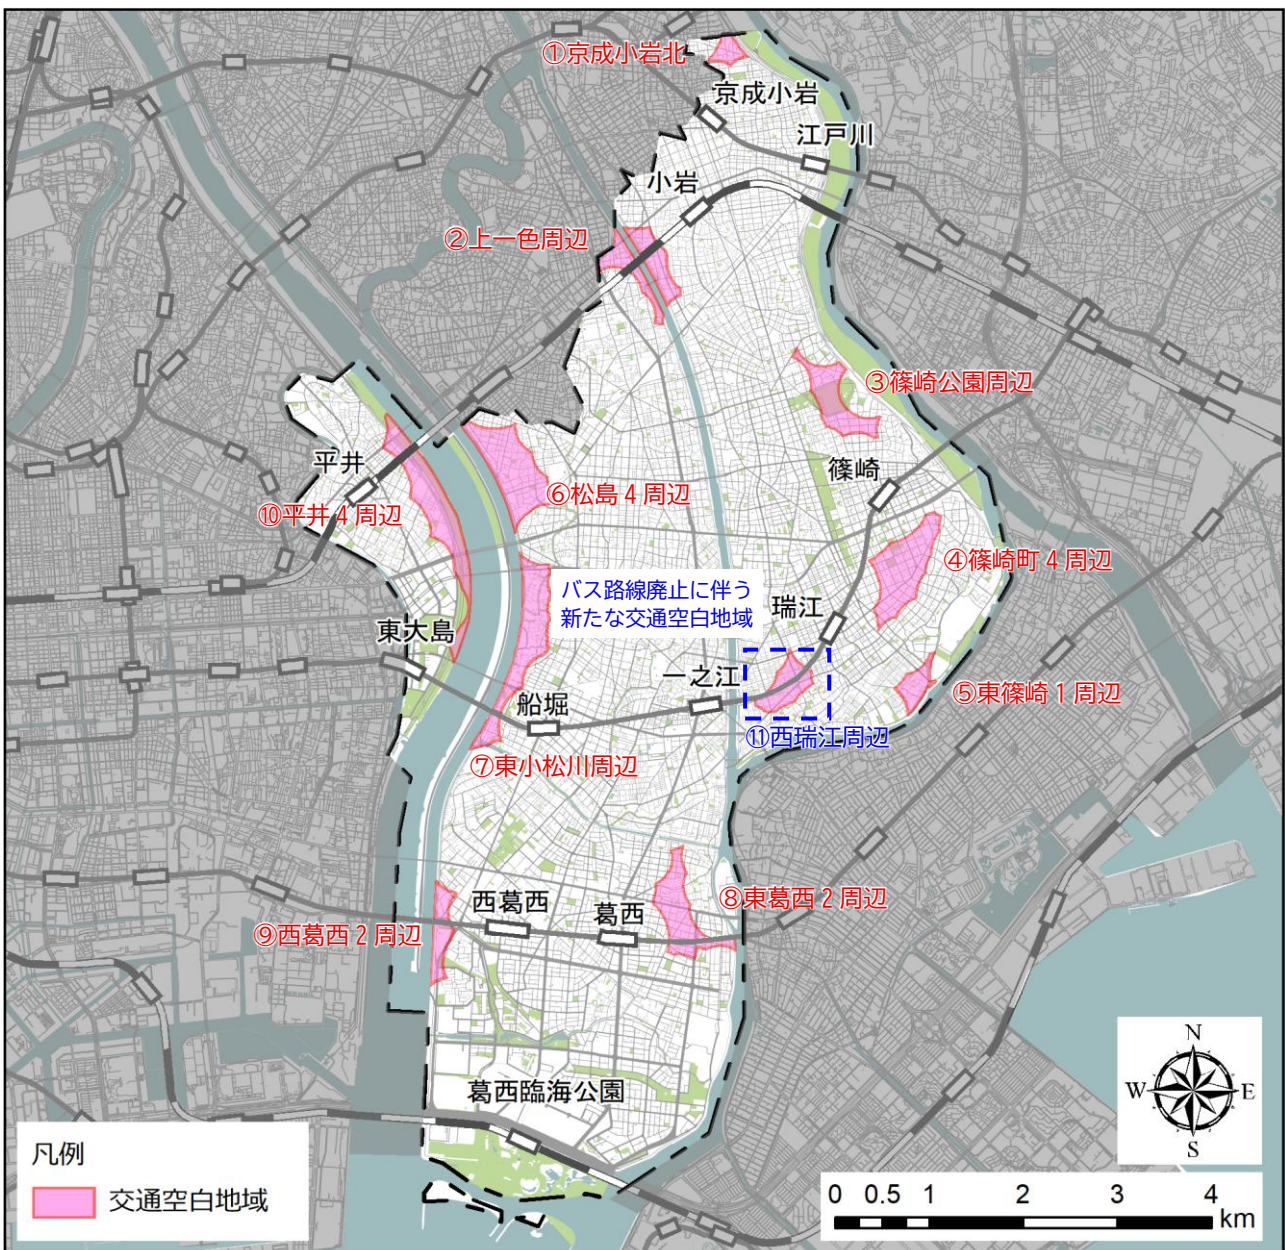 ①京成小岩北
京成小岩
江戸川
小岩
②上一色周辺
③篠崎公園周辺
平井
篠崎
⑥松島4周辺
⑩平井4周辺
④篠崎町4周辺
バス路線廃止に伴う
新たな交通空白地域
瑞江
東大島
一之江
⑤東篠崎1周辺
船堀
⑪西瑞江周辺
⑦東小松川周辺
西葛西
葛西
⑧東葛西2周辺
⑨西葛西2周辺
葛西臨海公園
N
W
E
S
凡例
交通空白地域
0 0.5 1 2 3 4
km